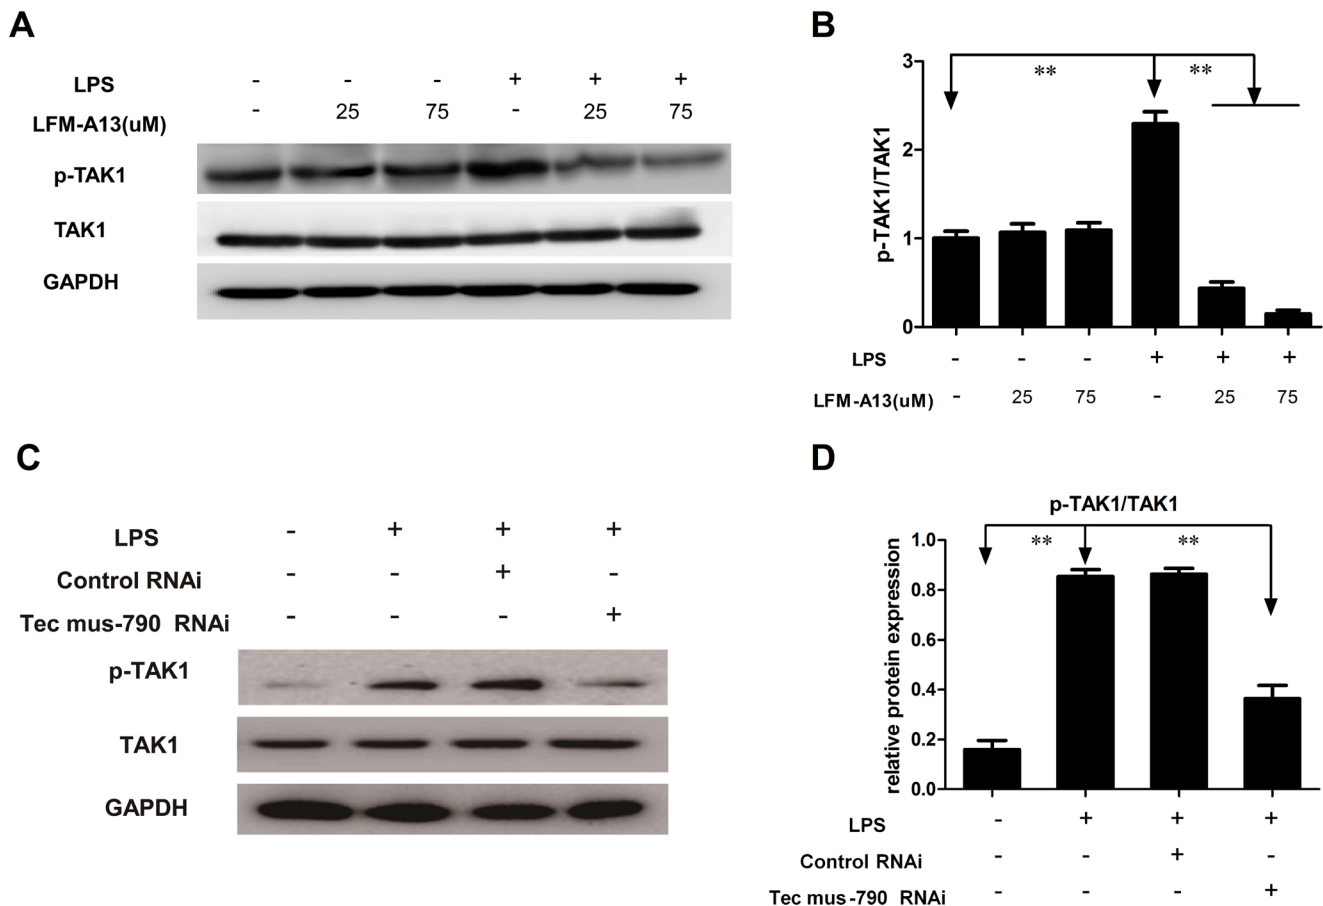 A
LPS - - - + + +
LFM-A13(uM) - 25 75 - 25 75
p-TAK1
TAK1
GAPDH
B
p-TAK1/TAK1
3
2
1
0
** **
LPS - - - + + +
LFM-A13(uM) - 25 75 - 25 75
C
LPS - + + +
Control RNAi - - + -
Tec mus-790 RNAi - - - +
p-TAK1
TAK1
GAPDH
D
p-TAK1/TAK1
relative protein expression
1.0
0.8
0.6
0.4
0.2
0.0
** **
LPS - + + +
Control RNAi - - + -
Tec mus-790 RNAi - - - +